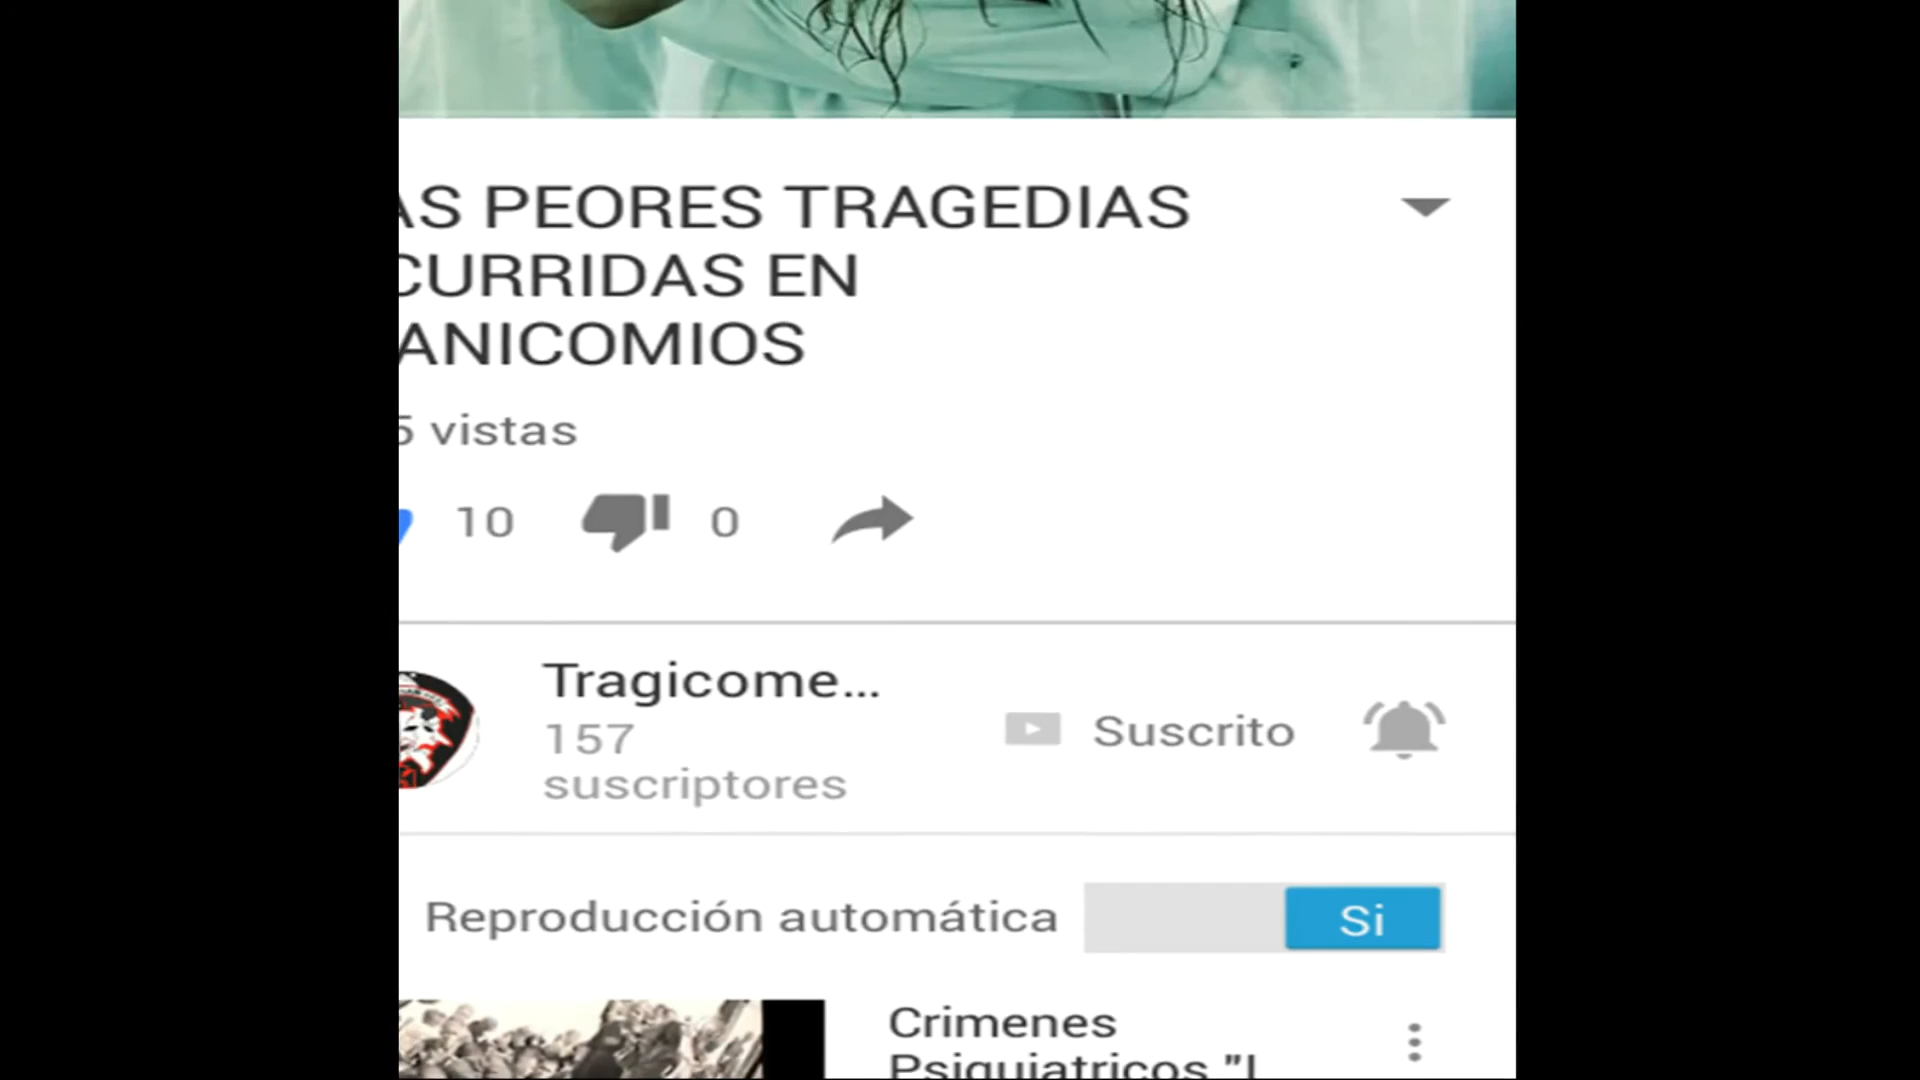 AS PEORES TRAGEDIAS
CURRIDAS EN
ANICOMIOS
5 vistas
10 0
Tragicome...
157
suscriptores
Suscrito
Reproducción automática Si
Crimenes
Psiquiatricos "L